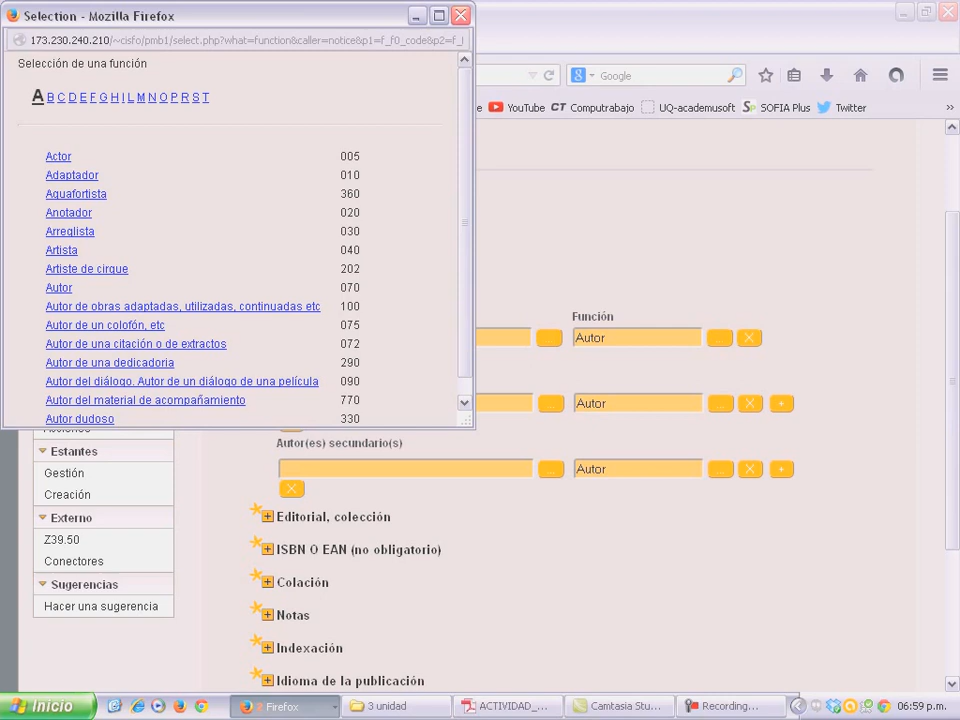 Selection - Mozilla Firefox
173.230.240.210/~cisfo/pmb1/select.php?what=function&caller=notice&p1=f_f0_code&p2=f_
Selección de una función
A B C D E F G H I L M N O P R S T
Actor 005
Adaptador 010
Aquafortista 360
Anotador 020
Arreglista 030
Artista 040
Artiste de cirque 202
Autor 070
Autor de obras adaptadas, utilizadas, continuadas etc 100
Autor de un colofón, etc 075
Autor de una citación o de extractos 072
Autor de una dedicadoria 290
Autor del diálogo. Autor de un diálogo de una película 090
Autor del material de acompañamiento 770
Autor dudoso 330
Google
YouTube CT Computrabajo UQ-academusoft SOFIA Plus Twitter »
Función
Autor
Autor
Autor(es) secundario(s)
Autor
Editorial, colección
ISBN O EAN (no obligatorio)
Colación
Notas
Indexación
Idioma de la publicación
Estantes
Gestión
Creación
Externo
Z39.50
Conectores
Sugerencias
Hacer una sugerencia
Inicio
2 Firefox
3 unidad
ACTIVIDAD_...
Camtasia Stu...
Recording...
06:59 p.m.